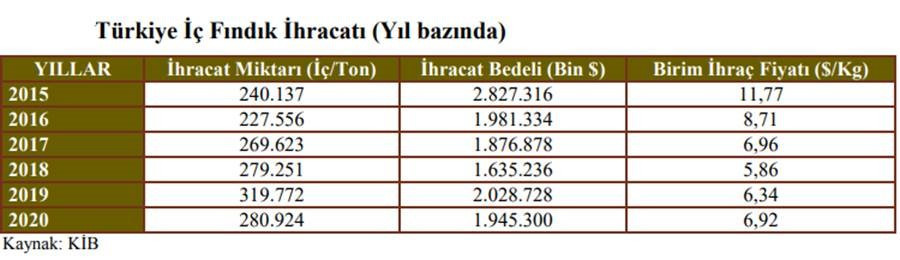 Türkiye İç Fındık İhracatı (Yıl bazında)
YILLAR İhracat Miktarı (İç/Ton) İhracat Bedeli (Bin $) Birim İhraç Fiyatı ($/Kg)
2015 240.137 2.827.316 11,77
2016 227.556 1.981.334 8,71
2017 269.623 1.876.878 6,96
2018 279.251 1.635.236 5,86
2019 319.772 2.028.728 6,34
2020 280.924 1.945.300 6,92
Kaynak: KİB